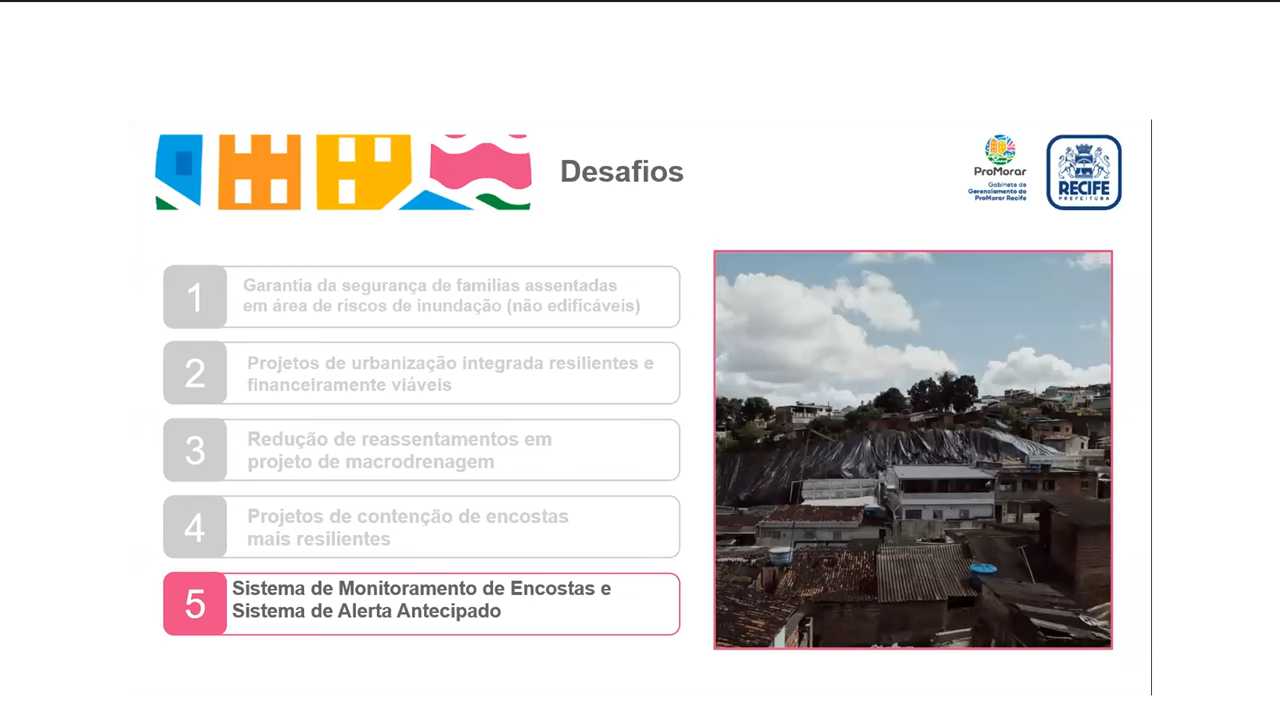 Desafios
ProMorar
Gabinete de
Gerenciamento do
ProMorar Recife
RECIFE
PREFEITURA
1
Garantia da segurança de famílias assentadas
em área de riscos de inundação (não edificáveis)
2
Projetos de urbanização integrada resilientes e
financeiramente viáveis
3
Redução de reassentamentos em
projeto de macrodrenagem
4
Projetos de contenção de encostas
mais resilientes
5
Sistema de Monitoramento de Encostas e
Sistema de Alerta Antecipado